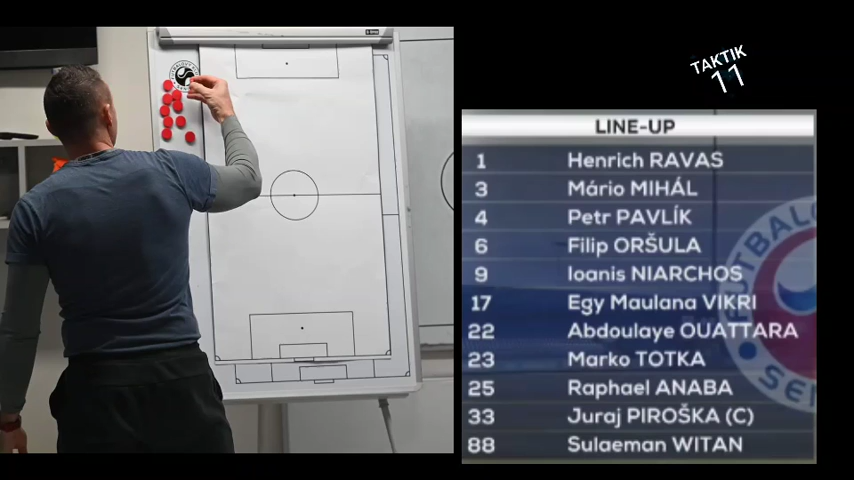 TAKTIK
11
LINE-UP
1 Henrich RAVAS
3 Mário MIHÁL
4 Petr PAVLÍK
6 Filip ORŠULA
9 Ioanis NIARCHOS
17 Egy Maulana VIKRI
22 Abdoulaye OUATTARA
23 Marko TOTKA
25 Raphael ANABA
33 Juraj PIROŠKA (C)
88 Sulaeman WITAN